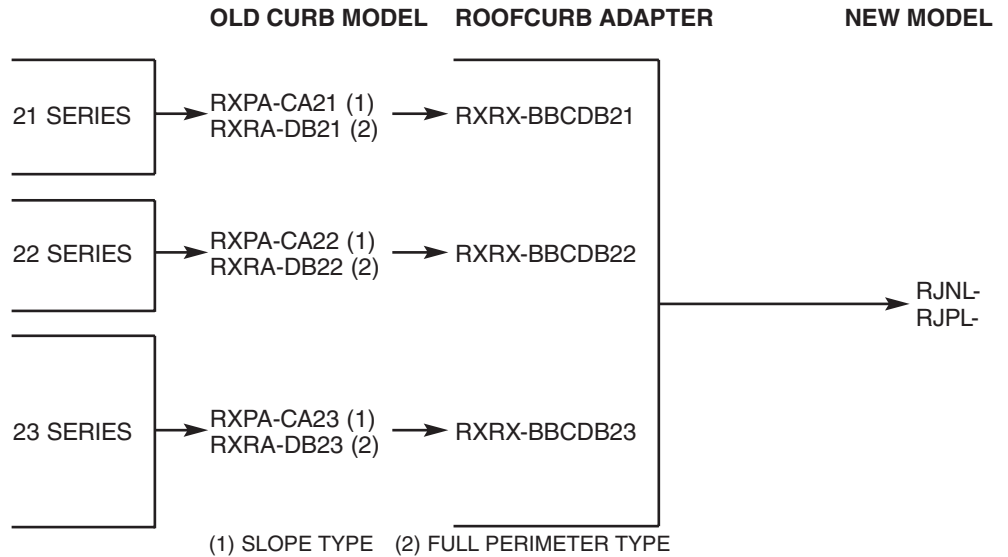 OLD CURB MODEL ROOFCURB ADAPTER NEW MODEL
21 SERIES
RXPA-CA21 (1)
RXRA-DB21 (2)
RXRX-BBCDB21
22 SERIES
RXPA-CA22 (1)
RXRA-DB22 (2)
RXRX-BBCDB22
RJNL-
RJPL-
23 SERIES
RXPA-CA23 (1)
RXRA-DB23 (2)
RXRX-BBCDB23
(1) SLOPE TYPE (2) FULL PERIMETER TYPE